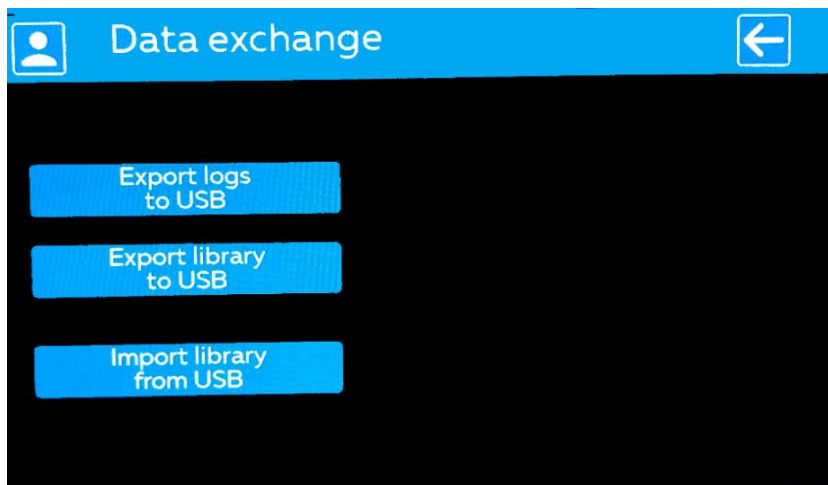 Data exchange
Export logs
to USB
Export library
to USB
Import library
from USB